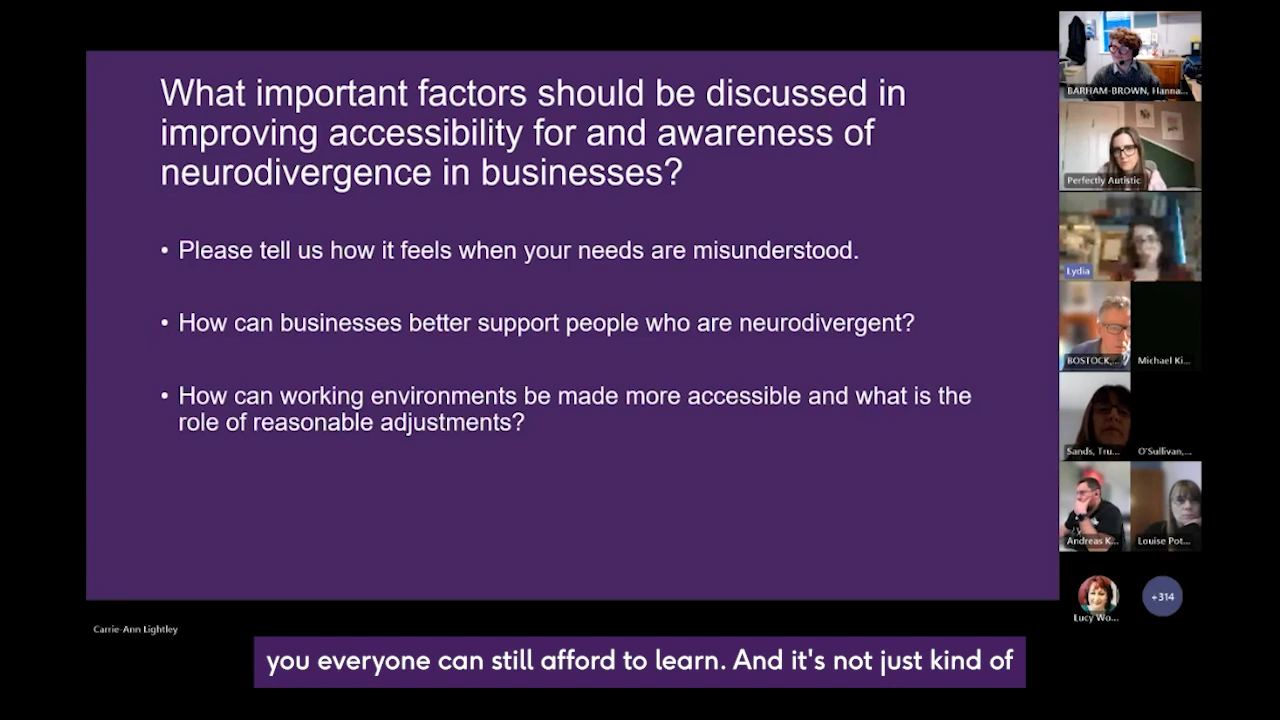 What important factors should be discussed in
improving accessibility for and awareness of
neurodivergence in businesses?
• Please tell us how it feels when your needs are misunderstood.
• How can businesses better support people who are neurodivergent?
• How can working environments be made more accessible and what is the
role of reasonable adjustments?
BARHAM-BROWN, Hanna...
Perfectly Autistic
Lydia
BOSTOCK,...
Michael Ki...
Sands, Tru...
O'Sullivan,...
Andreas K...
Louise Pot...
+314
Lucy Wo...
Carrie-Ann Lightley
you everyone can still afford to learn. And it's not just kind of